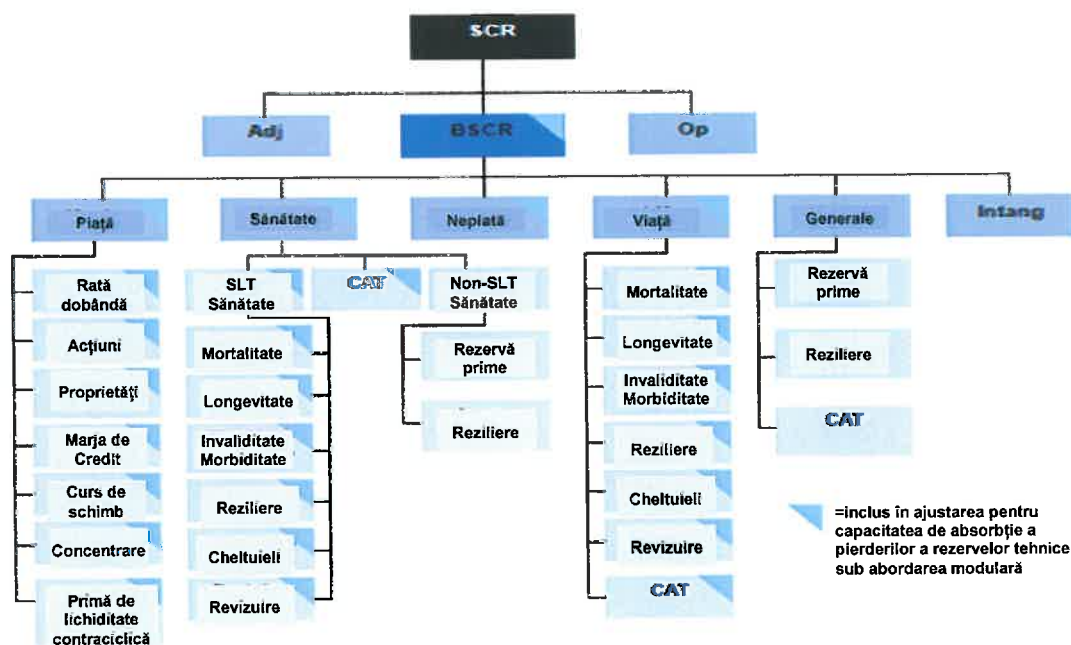 SCR
Adj
BSCR
Op
Piață
Sănătate
Neplată
Viață
Generale
Intang
Rată
dobândă
Acțiuni
Proprietăți
Marja de
Credit
Curs de
schimb
Concentrare
Primă de
lichiditate
contraciclică
SLT
Sănătate
Mortalitate
Longevitate
Invaliditate
Morbiditate
Reziliere
Cheltuieli
Revizuire
CAT
Non-SLT
Sănătate
Rezervă
prime
Reziliere
Mortalitate
Longevitate
Invaliditate
Morbiditate
Reziliere
Cheltuieli
Revizuire
CAT
Rezervă
prime
Reziliere
CAT
=inclus în ajustarea pentru
capacitatea de absorbție a
pierderilor a rezervelor tehnice
sub abordarea modulară